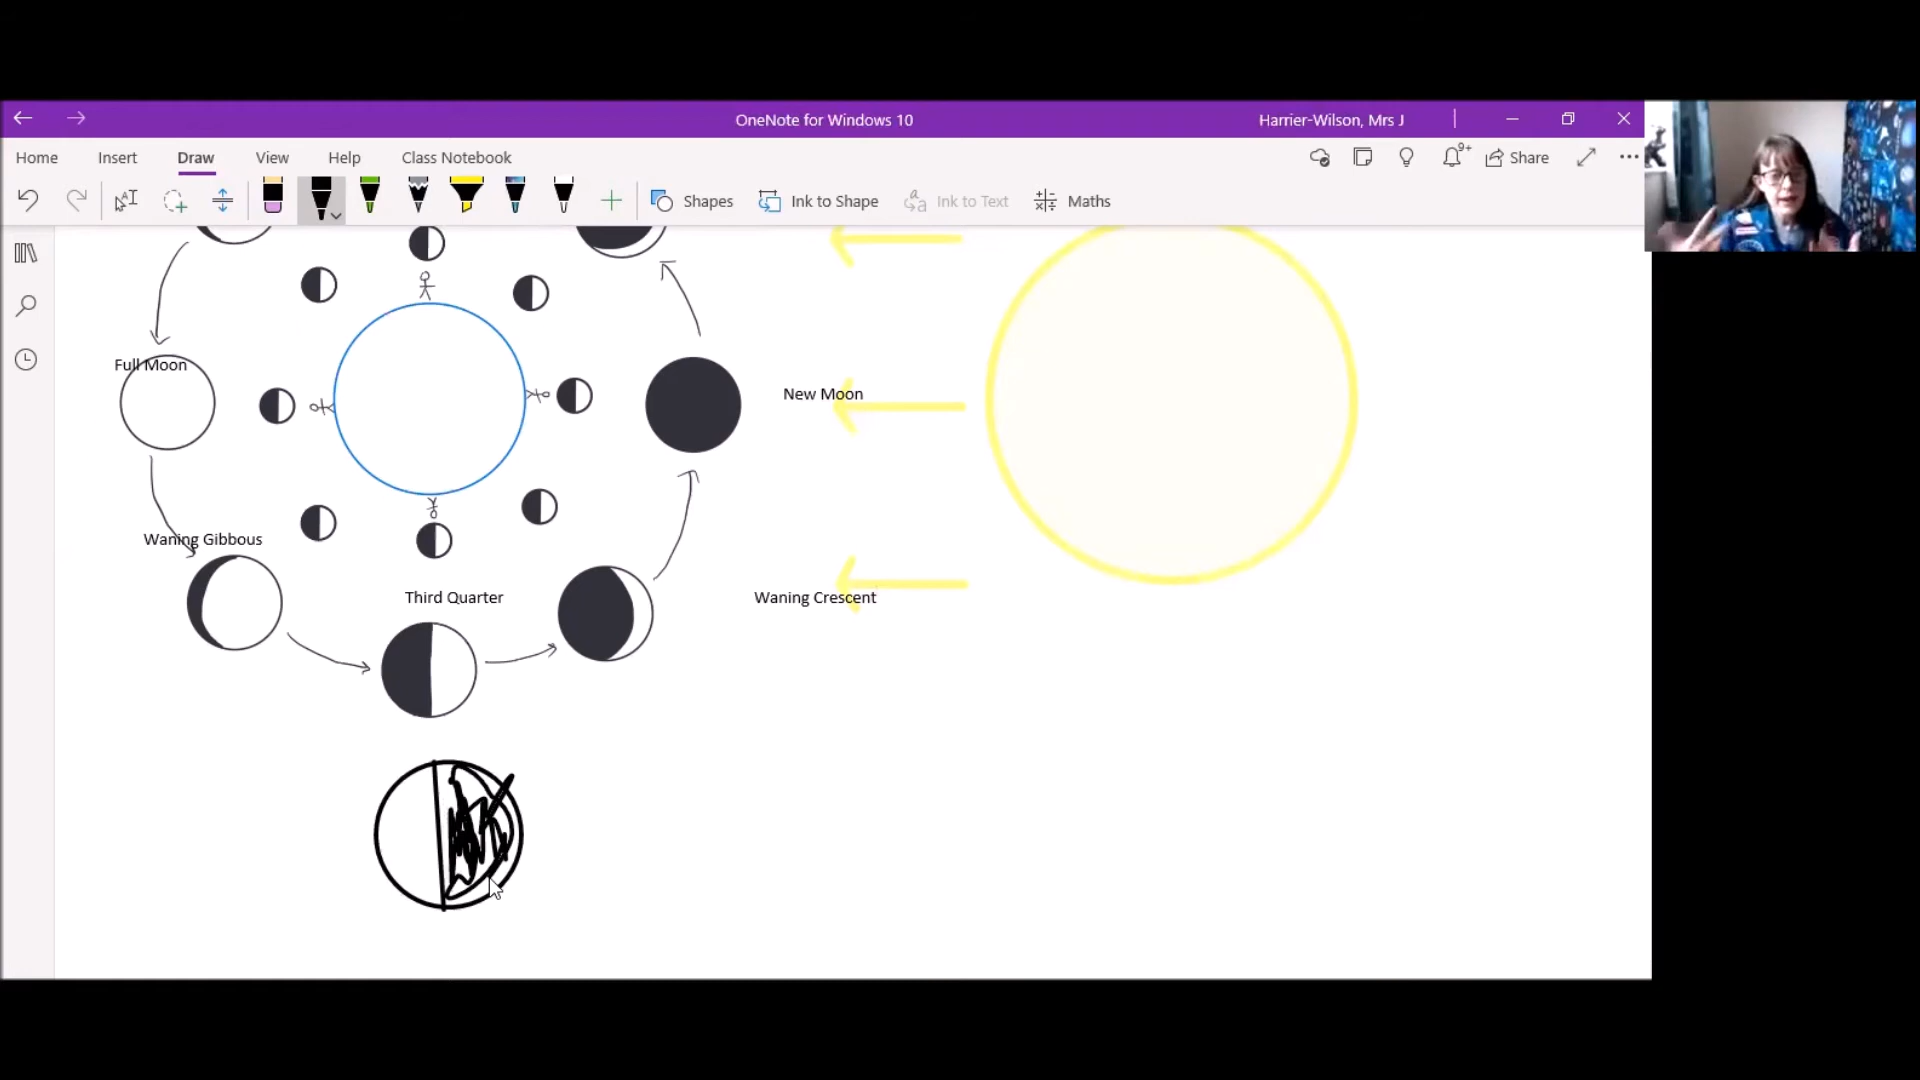 OneNote for Windows 10
Harrier-Wilson, Mrs J
Home Insert Draw View Help Class Notebook
9+
Share
Shapes
Ink to Shape
Ink to Text
Maths
Full Moon
New Moon
Waning Gibbous
Third Quarter
Waning Crescent